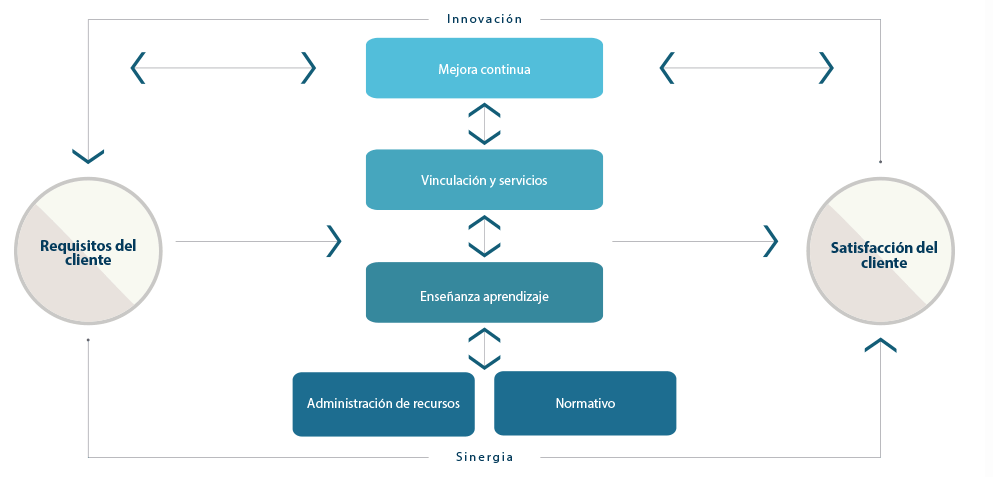 Innovación
Mejora continua
Vinculación y servicios
Requisitos del
cliente
Satisfacción del
cliente
Enseñanza aprendizaje
Administración de recursos
Normativo
Sinergia